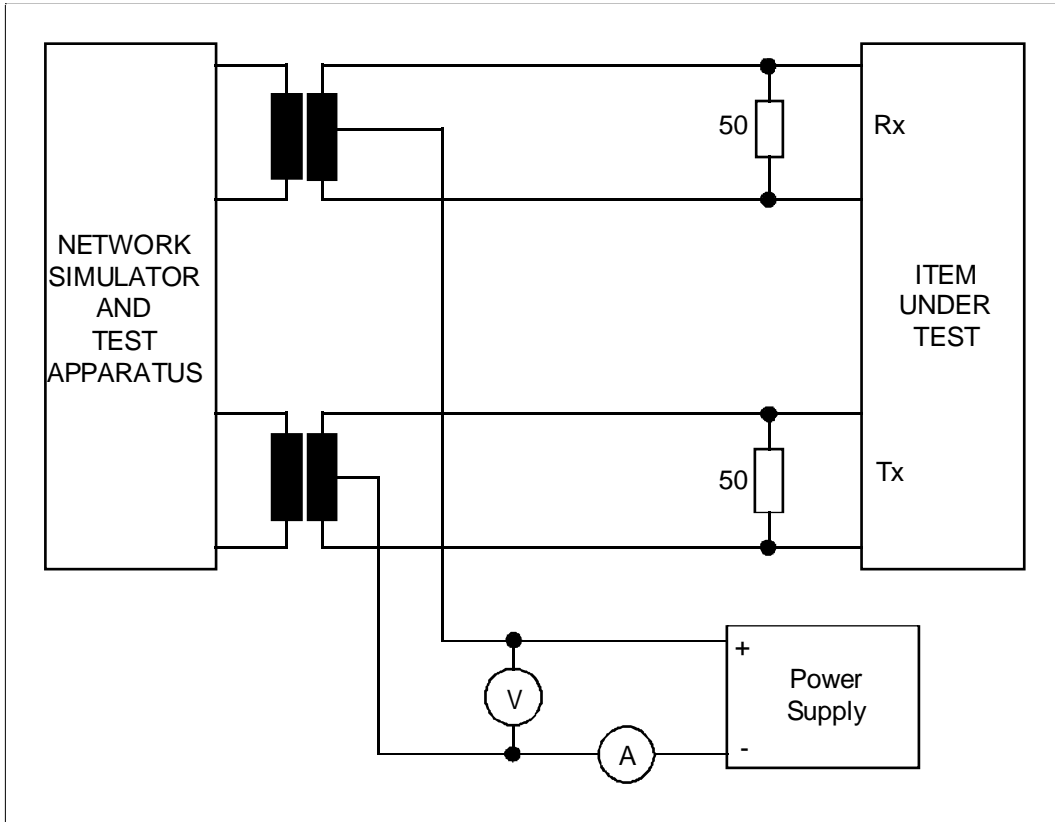 50
Rx
NETWORK
SIMULATOR
AND
TEST
APPARATUS
ITEM
UNDER
TEST
50
Tx
+
Power
Supply
V
-
A